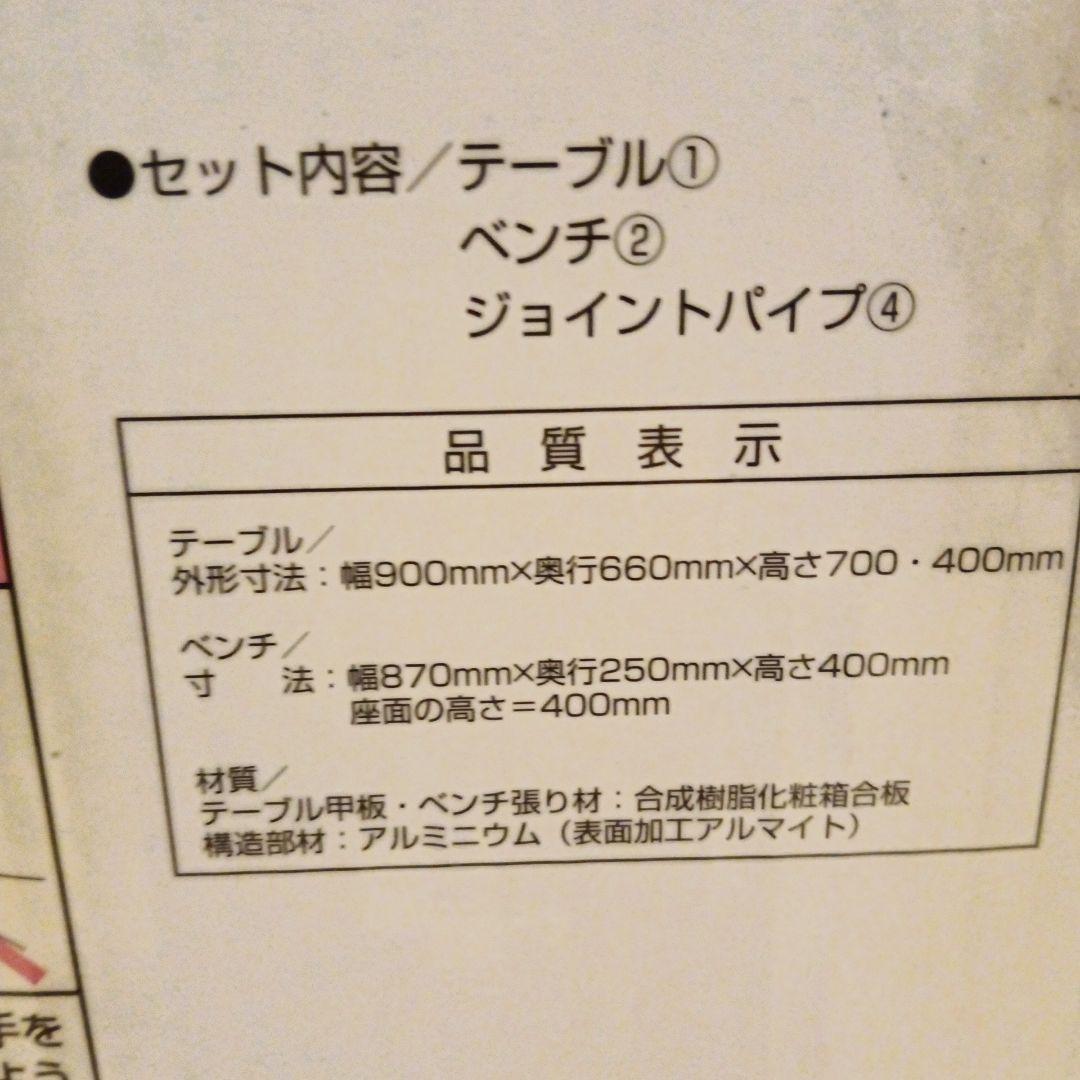 ●セット内容／テーブル①
ベンチ②
ジョイントパイプ④
品質表示
テーブル／
外形寸法：幅900mm×奥行660mm×高さ700・400mm
ベンチ／
寸　法：幅870mm×奥行250mm×高さ400mm
座面の高さ＝400mm
材質／
テーブル甲板・ベンチ張り材：合成樹脂化粧箱合板
構造部材：アルミニウム（表面加工アルマイト）
手を
よう